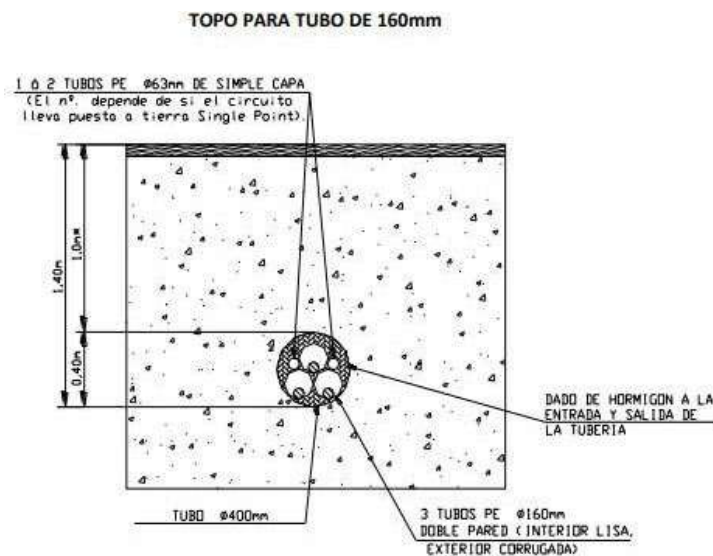 TOPO PARA TUBO DE 160mm
1 ó 2 TUBOS PE Ø63mm DE SIMPLE CAPA
(El nº. depende de si el circuito
lleva puesta a tierra Single Point).
1,40m
1,0m*
0,40m
DADO DE HORMIGON A LA
ENTRADA Y SALIDA DE
LA TUBERIA
TUBO Ø400mm
3 TUBOS PE Ø160mm
DOBLE PARED (INTERIOR LISA,
EXTERIOR CORRUGADA)